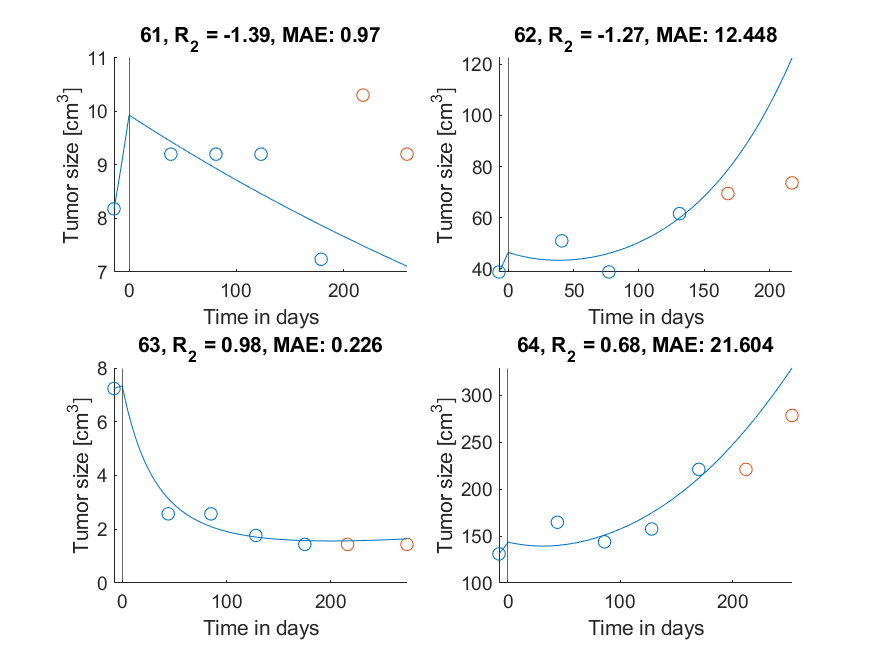 61, R2 = -1.39, MAE: 0.97
11
10
9
8
7
Tumor size [cm3]
0
100
200
Time in days
62, R2 = -1.27, MAE: 12.448
120
100
80
60
40
Tumor size [cm3]
0
50
100
150
200
Time in days
63, R2 = 0.98, MAE: 0.226
8
6
4
2
0
Tumor size [cm3]
0
100
200
Time in days
64, R2 = 0.68, MAE: 21.604
300
250
200
150
100
Tumor size [cm3]
0
100
200
Time in days